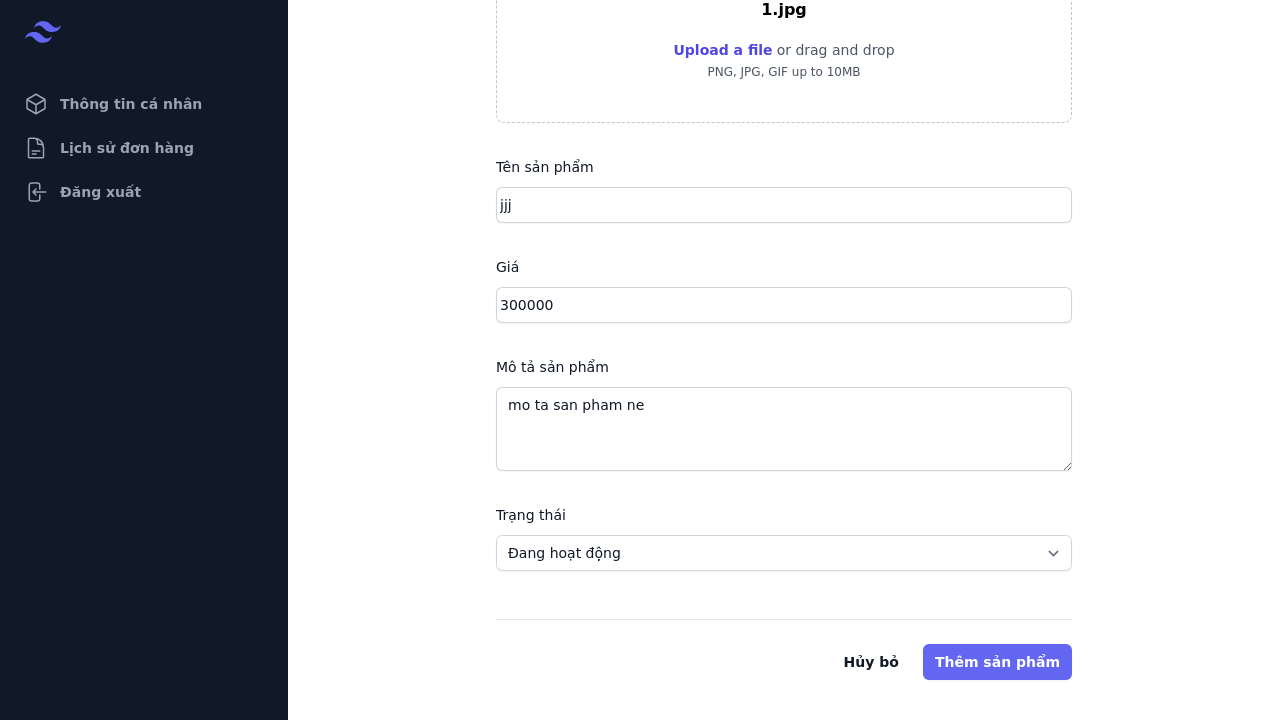 Thông tin cá nhân
Lịch sử đơn hàng
Đăng xuất
1.jpg
Upload a file or drag and drop
PNG, JPG, GIF up to 10MB
Tên sản phẩm
jjj
Giá
300000
Mô tả sản phẩm
mo ta san pham ne
Trạng thái
Đang hoạt động
Hủy bỏ
Thêm sản phẩm